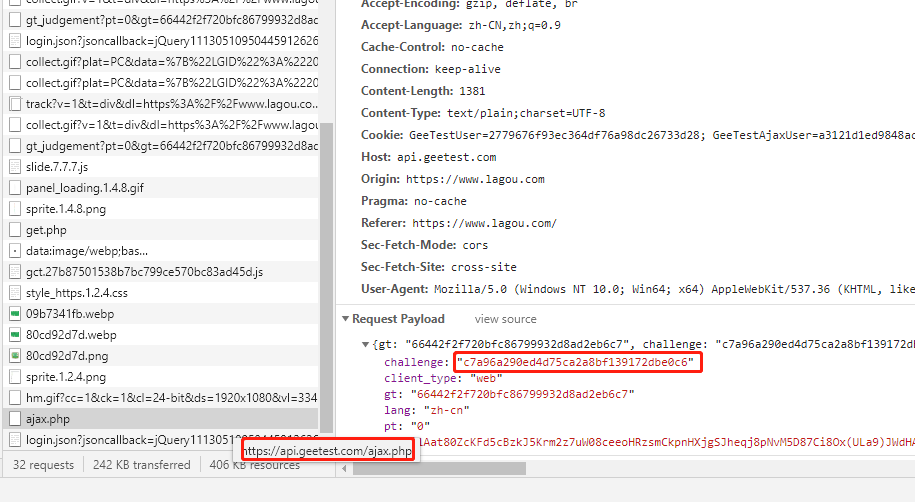 collect.gif?v=1&t=div&dl=https%3A%2F%2Fwww.lagou
gt_judgement?pt=0&gt=66442f2f720bfc86799932d8ad
login.json?jsoncallback=jQuery11130510950445912626
collect.gif?plat=PC&data=%7B%22LGID%22%3A%2220
collect.gif?plat=PC&data=%7B%22LGID%22%3A%2220
track?v=1&t=div&dl=https%3A%2F%2Fwww.lagou.co...
collect.gif?v=1&t=div&dl=https%3A%2F%2Fwww.lagou
gt_judgement?pt=0&gt=66442f2f720bfc86799932d8ad
slide.7.7.7.js
panel_loading.1.4.8.gif
sprite.1.4.8.png
get.php
data:image/webp;bas...
gct.27b87501538b7bc799ce570bc83ad45d.js
style_https.1.2.4.css
09b7341fb.webp
80cd92d7d.webp
80cd92d7d.png
sprite.1.2.4.png
hm.gif?cc=1&ck=1&cl=24-bit&ds=1920x1080&vl=334
ajax.php
login.json?jsoncallback=jQuery11130510950445912626
https://api.geetest.com/ajax.php
32 requests
242 KB transferred
406 KB resources
Accept-Encoding: gzip, deflate, br
Accept-Language: zh-CN,zh;q=0.9
Cache-Control: no-cache
Connection: keep-alive
Content-Length: 1381
Content-Type: text/plain;charset=UTF-8
Cookie: GeeTestUser=2779676f93ec364df76a98dc26733d28; GeeTestAjaxUser=a3121d1ed9848ac
Host: api.geetest.com
Origin: https://www.lagou.com
Pragma: no-cache
Referer: https://www.lagou.com/
Sec-Fetch-Mode: cors
Sec-Fetch-Site: cross-site
User-Agent: Mozilla/5.0 (Windows NT 10.0; Win64; x64) AppleWebKit/537.36 (KHTML, like
Request Payload view source
{gt: "66442f2f720bfc86799932d8ad2eb6c7", challenge: "c7a96a290ed4d75ca2a8bf139172db
challenge: "c7a96a290ed4d75ca2a8bf139172dbe0c6"
client_type: "web"
gt: "66442f2f720bfc86799932d8ad2eb6c7"
lang: "zh-cn"
pt: "0"
lAat80ZcKFd5cBzkJ5Krm2z7uW08ceeoHRzsmCkpnHXjgSJheqj8pNvM5D87Ci8Ox(ULa9)JWdHA